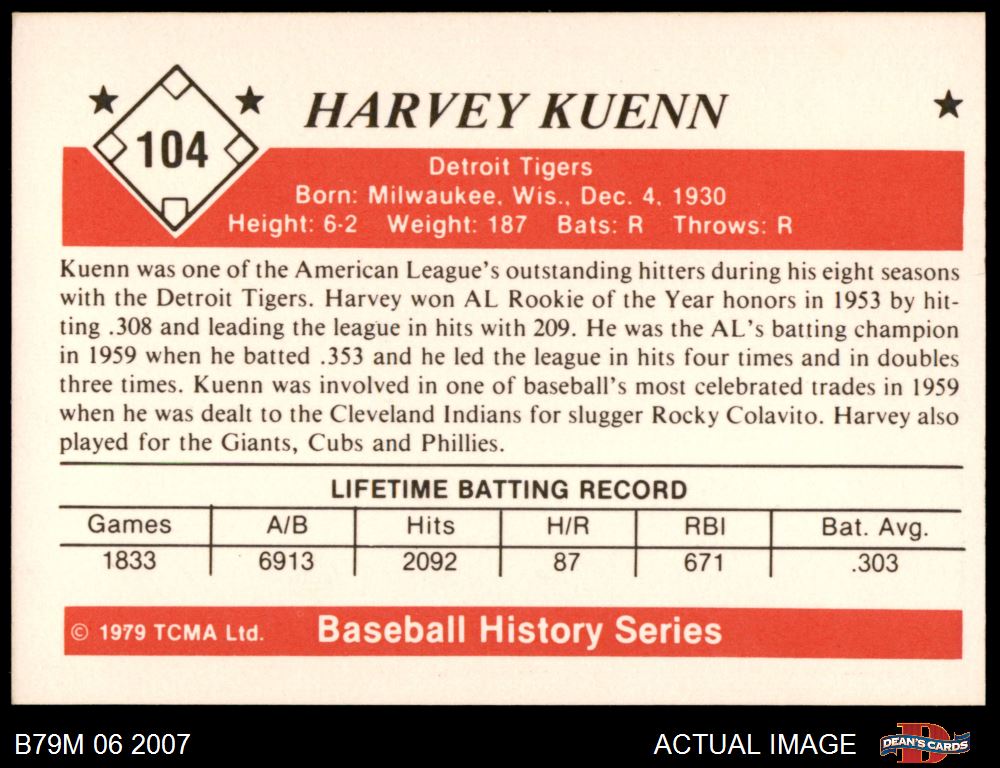 104
HARVEY KUENN
Detroit Tigers
Born: Milwaukee, Wis., Dec. 4, 1930
Height: 6-2 Weight: 187 Bats: R Throws: R
Kuenn was one of the American League's outstanding hitters during his eight seasons
with the Detroit Tigers. Harvey won AL Rookie of the Year honors in 1953 by hit-
ting .308 and leading the league in hits with 209. He was the AL's batting champion
in 1959 when he batted .353 and he led the league in hits four times and in doubles
three times. Kuenn was involved in one of baseball's most celebrated trades in 1959
when he was dealt to the Cleveland Indians for slugger Rocky Colavito. Harvey also
played for the Giants, Cubs and Phillies.
LIFETIME BATTING RECORD
Games A/B Hits H/R RBI Bat. Avg.
1833 6913 2092 87 671 .303
© 1979 TCMA Ltd. Baseball History Series
B79M 06 2007 ACTUAL IMAGE D DEAN'S CARDS